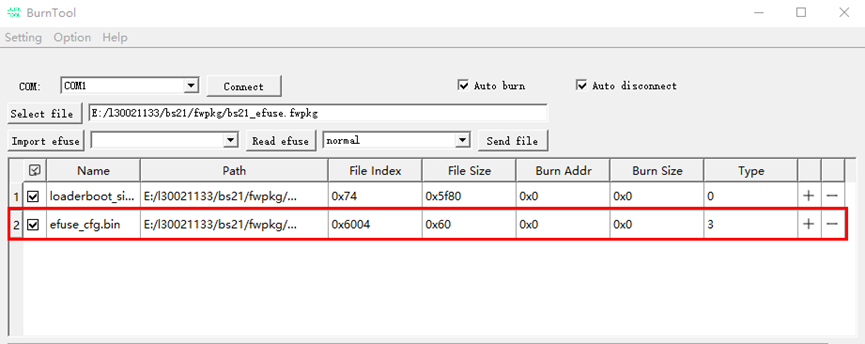 BURN
TOOL BurnTool
Setting Option Help
COM: COM1 Connect Auto burn Auto disconnect
Select file E:/l30021133/bs21/fwpkg/bs21_efuse.fwpkg
Import efuse Read efuse normal Send file
Name Path File Index File Size Burn Addr Burn Size Type
1 loaderboot_si... E:/l30021133/bs21/fwpkg/... 0x74 0x5f80 0x0 0x0 0 + −
2 efuse_cfg.bin E:/l30021133/bs21/fwpkg/... 0x6004 0x60 0x0 0x0 3 + −